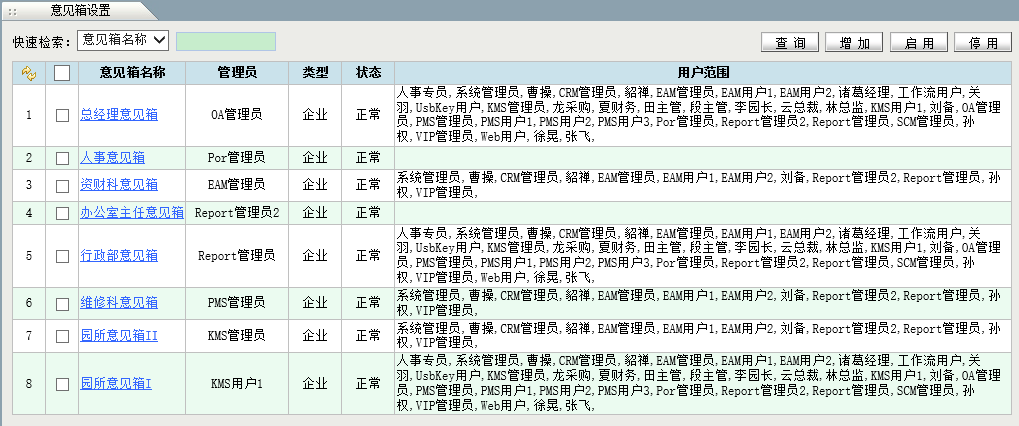 意见箱设置
快速检索: 意见箱名称 查 询 增 加 启 用 停 用
意见箱名称 管理员 类型 状态 用户范围
1 总经理意见箱 OA管理员 企业 正常
人事专员,系统管理员,曹操,CRM管理员,貂禅,EAM管理员,EAM用户1,EAM用户2,诸葛经理,工作流用户,关
羽,UsbKey用户,KMS管理员,龙采购,夏财务,田主管,段主管,李园长,云总裁,林总监,KMS用户1,刘备,OA管理
员,PMS管理员,PMS用户1,PMS用户2,PMS用户3,Por管理员,Report管理员2,Report管理员,SCM管理员,孙
权,VIP管理员,Web用户,徐晃,张飞,
2 人事意见箱 Por管理员 企业 正常
3 资财科意见箱 EAM管理员 企业 正常
系统管理员,曹操,CRM管理员,貂禅,EAM管理员,EAM用户1,EAM用户2,刘备,Report管理员2,Report管理员,孙
权,VIP管理员,
4 办公室主任意见箱 Report管理员2 企业 正常
5 行政部意见箱 Report管理员 企业 正常
人事专员,系统管理员,曹操,CRM管理员,貂禅,EAM管理员,EAM用户1,EAM用户2,诸葛经理,工作流用户,关
羽,UsbKey用户,KMS管理员,龙采购,夏财务,田主管,段主管,李园长,云总裁,林总监,KMS用户1,刘备,OA管理
员,PMS管理员,PMS用户1,PMS用户2,PMS用户3,Por管理员,Report管理员2,Report管理员,SCM管理员,孙
权,VIP管理员,Web用户,徐晃,张飞,
6 维修科意见箱 PMS管理员 企业 正常
系统管理员,曹操,CRM管理员,貂禅,EAM管理员,EAM用户1,EAM用户2,刘备,Report管理员2,Report管理员,孙
权,VIP管理员,
7 园所意见箱II KMS管理员 企业 正常
系统管理员,曹操,CRM管理员,貂禅,EAM管理员,EAM用户1,EAM用户2,刘备,Report管理员2,Report管理员,孙
权,VIP管理员,
8 园所意见箱I KMS用户1 企业 正常
人事专员,系统管理员,曹操,CRM管理员,貂禅,EAM管理员,EAM用户1,EAM用户2,诸葛经理,工作流用户,关
羽,UsbKey用户,KMS管理员,龙采购,夏财务,田主管,段主管,李园长,云总裁,林总监,KMS用户1,刘备,OA管理
员,PMS管理员,PMS用户1,PMS用户2,PMS用户3,Por管理员,Report管理员2,Report管理员,SCM管理员,孙
权,VIP管理员,Web用户,徐晃,张飞,